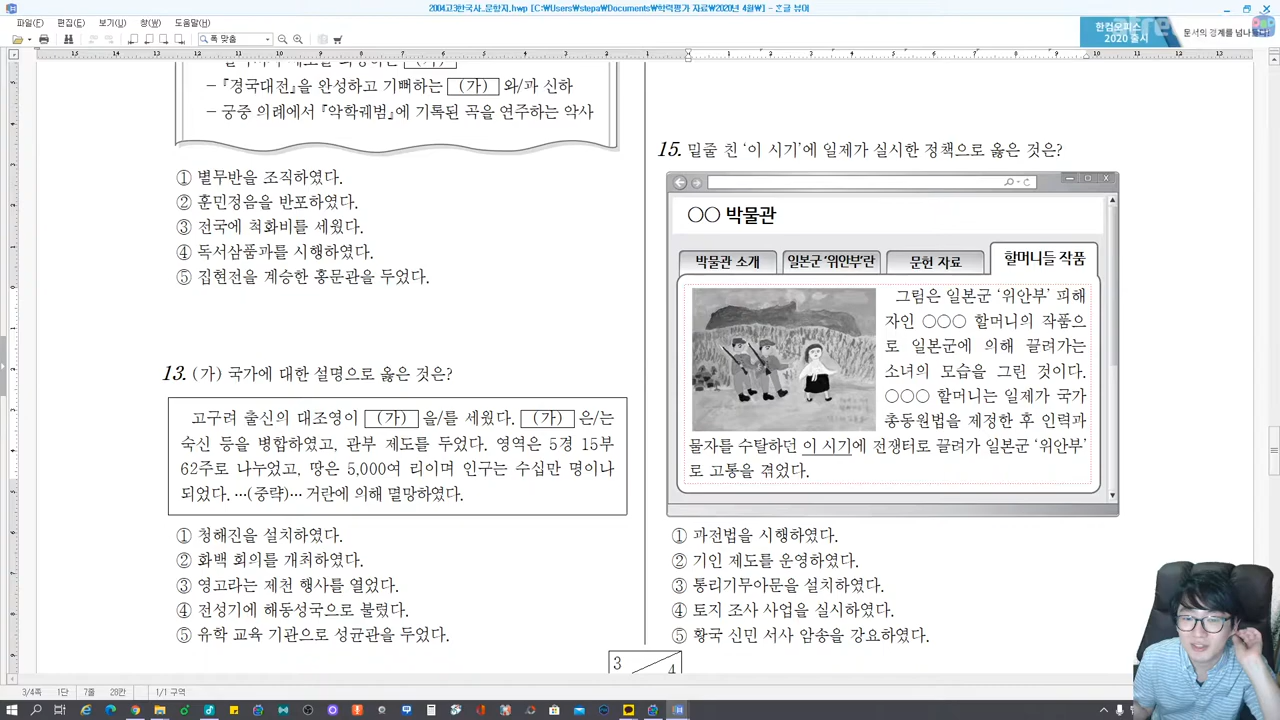 2004고3한국사..문항지.hwp [C:₩Users₩stepa₩Documents₩학력평가 자료₩2020년 4월₩] - 흔글 뷰어
파일(F) 편집(E) 보기(U) 창(W) 도움말(H)
한컴오피스
2020 출시
문서의 경계를 넘나들다!
폭 맞춤
-『경국대전』을 완성하고 기뻐하는 (가) 와/과 신하
- 궁중 의례에서 『악학궤범』에 기록된 곡을 연주하는 악사
① 별무반을 조직하였다.
② 훈민정음을 반포하였다.
③ 전국에 척화비를 세웠다.
④ 독서삼품과를 시행하였다.
⑤ 집현전을 계승한 홍문관을 두었다.
13. (가) 국가에 대한 설명으로 옳은 것은?
고구려 출신의 대조영이 (가) 을/를 세웠다. (가) 은/는
숙신 등을 병합하였고, 관부 제도를 두었다. 영역은 5경 15부
62주로 나누었고, 땅은 5,000여 리이며 인구는 수십만 명이나
되었다. …(중략)… 거란에 의해 멸망하였다.
① 청해진을 설치하였다.
② 화백 회의를 개최하였다.
③ 영고라는 제천 행사를 열었다.
④ 전성기에 해동성국으로 불렸다.
⑤ 유학 교육 기관으로 성균관을 두었다.
15. 밑줄 친 ‘이 시기’에 일제가 실시한 정책으로 옳은 것은?
○○ 박물관
박물관 소개 일본군 ‘위안부’란 문헌 자료 할머니들 작품
그림은 일본군 ‘위안부’ 피해
자인 ○○○ 할머니의 작품으
로 일본군에 의해 끌려가는
소녀의 모습을 그린 것이다.
○○○ 할머니는 일제가 국가
총동원법을 제정한 후 인력과
물자를 수탈하던 이 시기에 전쟁터로 끌려가 일본군 ‘위안부’
로 고통을 겪었다.
① 과전법을 시행하였다.
② 기인 제도를 운영하였다.
③ 통리기무아문을 설치하였다.
④ 토지 조사 사업을 실시하였다.
⑤ 황국 신민 서사 암송을 강요하였다.
3 4
3/4쪽 1단 7줄 28칸 1/1 구역